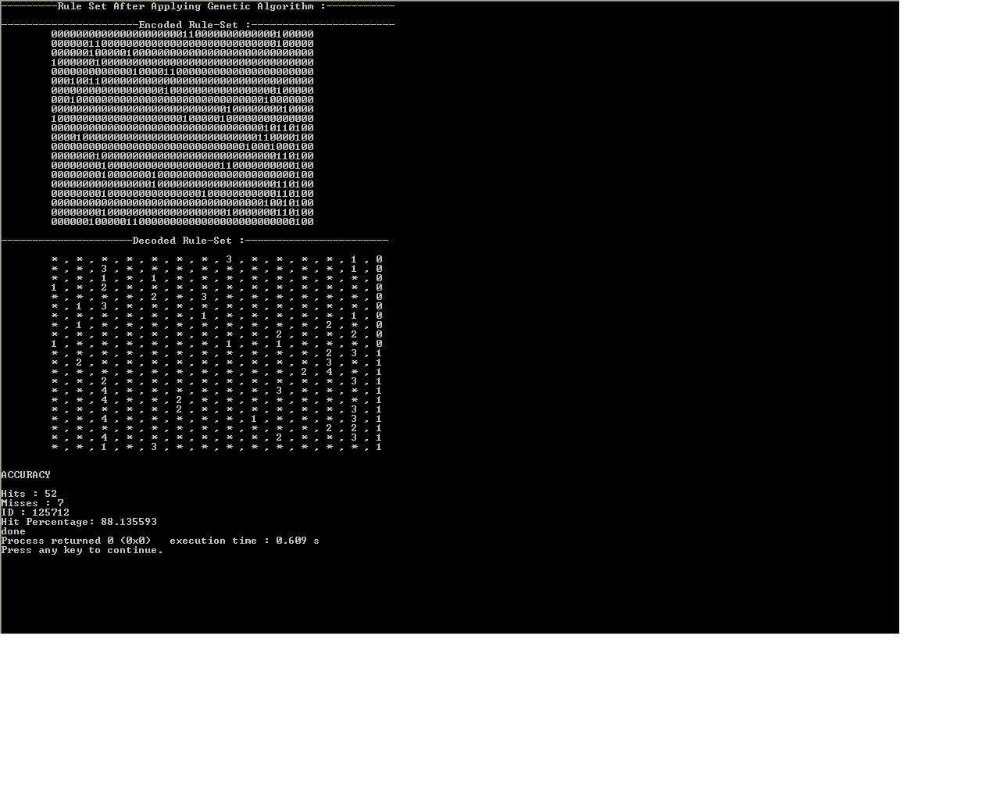 ---------Rule Set After Applying Genetic Algorithm :-----------
----------------------Encoded Rule-Set :-----------------------
000000000000000000000110000000000000100000
000000110000000000000000000000000000100000
000000100000100000000000000000000000000000
100000010000000000000000000000000000000000
000000000000010000110000000000000000000000
000100110000000000000000000000000000000000
000000000000000000100000000000000000100000
000100000000000000000000000000000010000000
000000000000000000000000000010000000010000
100000000000000000000100000100000000000000
000000000000000000000000000000000010110100
000010000000000000000000000000000110000100
000000000000000000000000000000010001000100
000000010000000000000000000000000000110100
000000001000000000000000000110000000000100
000000001000000010000000000000000000000100
000000000000000010000000000000000000110100
000000001000000000000000100000000000110100
000000000000000000000000000000000010010100
000000001000000000000000000010000000110100
000000100000110000000000000000000000000100
---------------------Decoded Rule-Set :-----------------------
* , * , * , * , * , * , * , 3 , * , * , * , * , 1 , 0
* , * , 3 , * , * , * , * , * , * , * , * , * , 1 , 0
* , * , 1 , * , 1 , * , * , * , * , * , * , * , * , 0
1 , * , 2 , * , * , * , * , * , * , * , * , * , * , 0
* , * , * , * , 2 , * , 3 , * , * , * , * , * , * , 0
* , 1 , 3 , * , * , * , * , * , * , * , * , * , * , 0
* , * , * , * , * , * , 1 , * , * , * , * , * , 1 , 0
* , 1 , * , * , * , * , * , * , * , * , * , 2 , * , 0
* , * , * , * , * , * , * , * , * , 2 , * , * , 2 , 0
1 , * , * , * , * , * , * , 1 , * , 1 , * , * , * , 0
* , * , * , * , * , * , * , * , * , * , * , 2 , 3 , 1
* , 2 , * , * , * , * , * , * , * , * , * , 3 , * , 1
* , * , * , * , * , * , * , * , * , * , 2 , 4 , * , 1
* , * , 2 , * , * , * , * , * , * , * , * , * , 3 , 1
* , * , 4 , * , * , * , * , * , * , 3 , * , * , * , 1
* , * , 4 , * , * , 2 , * , * , * , * , * , * , * , 1
* , * , * , * , * , 2 , * , * , * , * , * , * , 3 , 1
* , * , 4 , * , * , * , * , * , 1 , * , * , * , 3 , 1
* , * , * , * , * , * , * , * , * , * , * , 2 , 2 , 1
* , * , 4 , * , * , * , * , * , * , 2 , * , * , 3 , 1
* , * , 1 , * , 3 , * , * , * , * , * , * , * , * , 1
ACCURACY
Hits : 52
Misses : 7
ID : 125712
Hit Percentage: 88.135593
done
Process returned 0 (0x0)   execution time : 0.609 s
Press any key to continue.